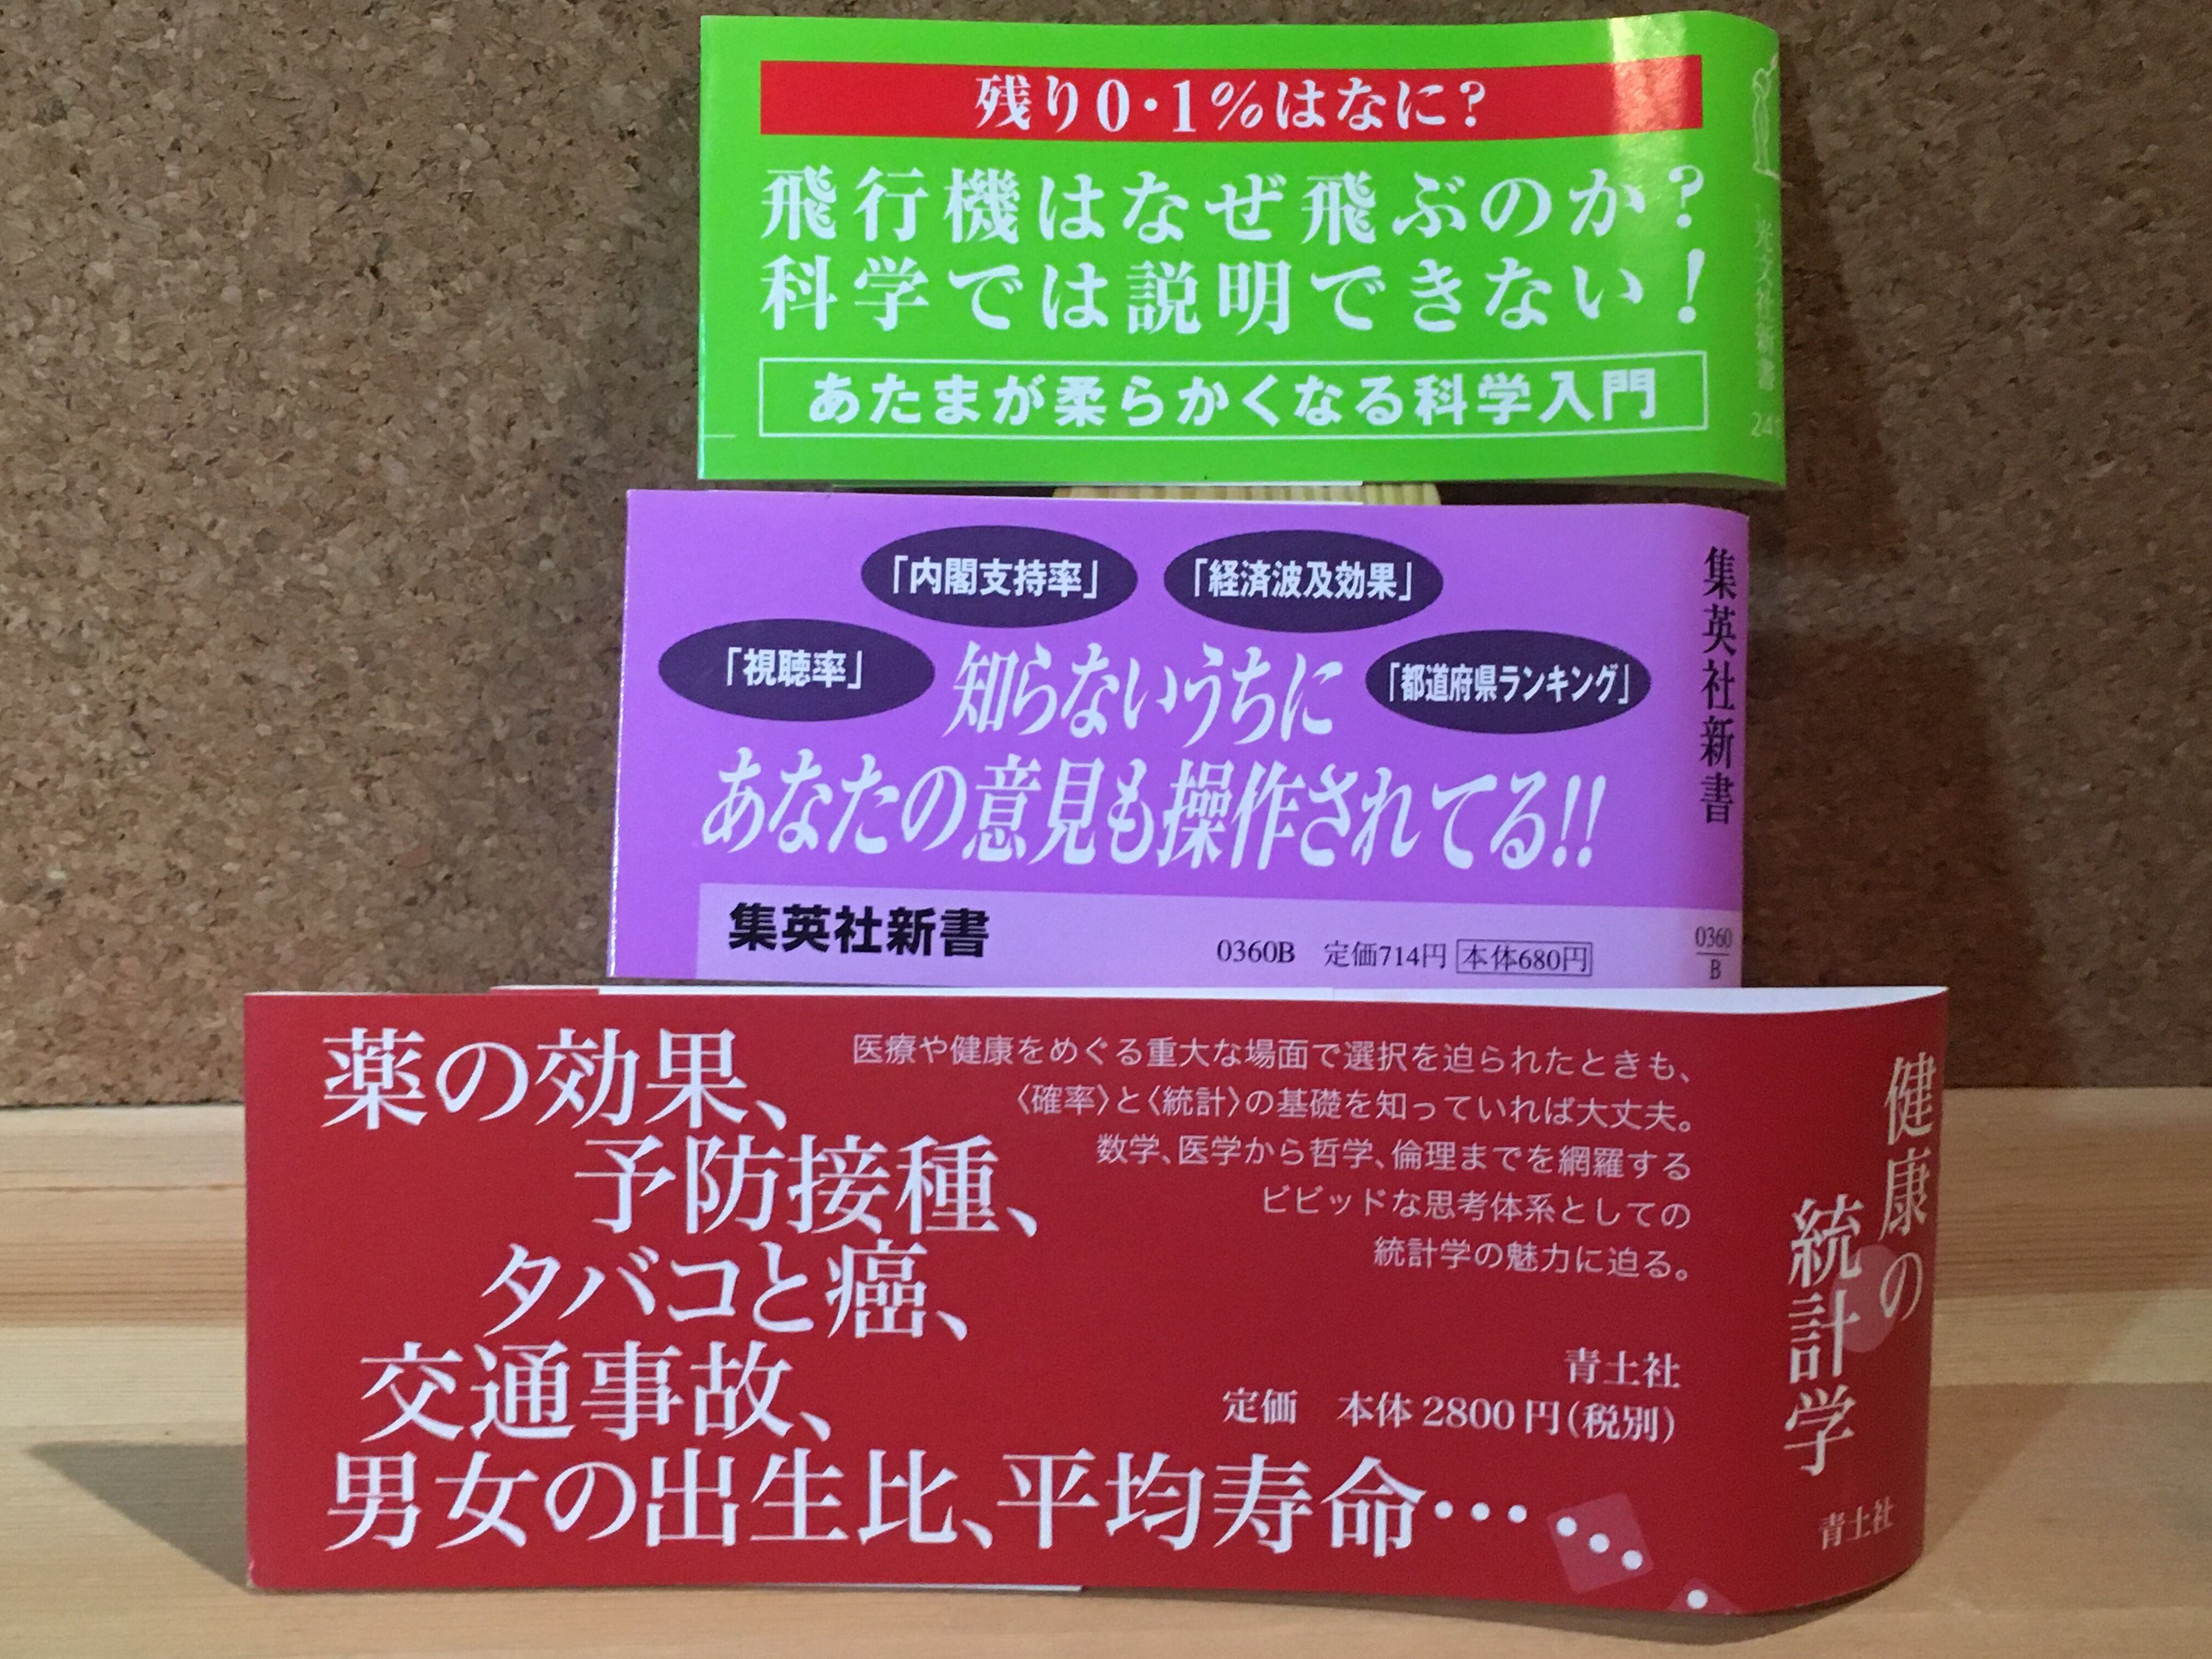 残り0・1%はなに?
飛行機はなぜ飛ぶのか?
科学では説明できない!
あたまが柔らかくなる科学入門
光文社新書
「内閣支持率」
「経済波及効果」
「視聴率」
「都道府県ランキング」
知らないうちに
あなたの意見も操作されてる!!
集英社新書
0360B 定価714円 本体680円
集英社新書
0360
B
薬の効果、
予防接種、
タバコと癌、
交通事故、
男女の出生比、平均寿命…
医療や健康をめぐる重大な場面で選択を迫られたときも、
〈確率〉と〈統計〉の基礎を知っていれば大丈夫。
数学、医学から哲学、倫理までを網羅する
ビビッドな思考体系としての
統計学の魅力に迫る。
青土社
定価 本体2800円(税別)
健康の
統計学
青土社